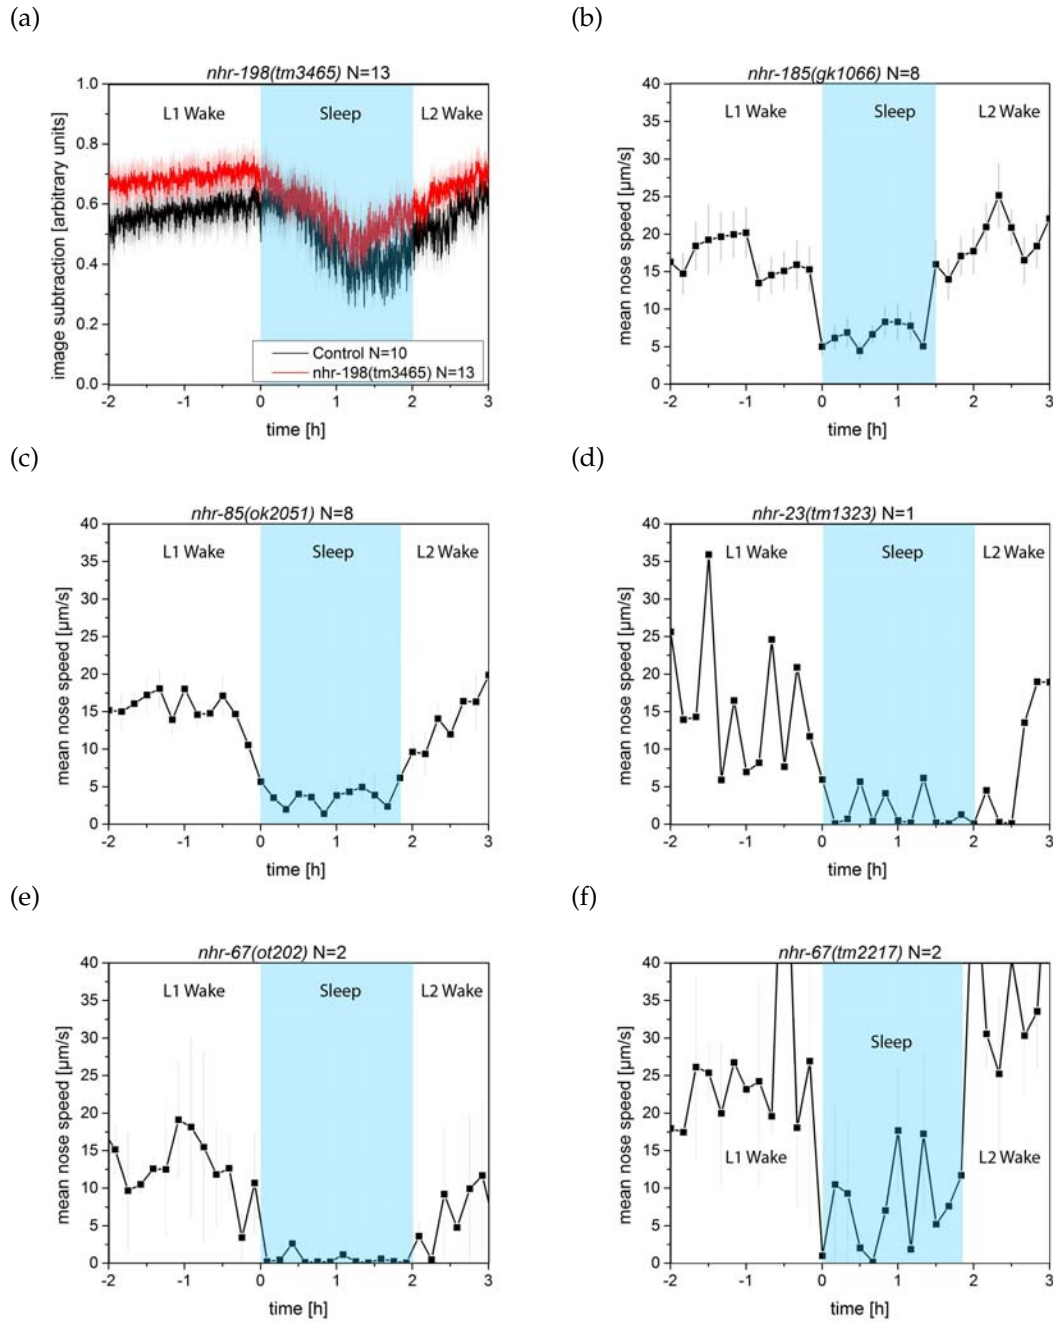 (a)
nhr-198(tm3465) N=13
1.0
0.8
0.6
0.4
0.2
0.0
image subtraction [arbitrary units]
L1 Wake
Sleep
L2 Wake
Control N=10
nhr-198(tm3465) N=13
-2 -1 0 1 2 3
time [h]
(b)
nhr-185(gk1066) N=8
40
35
30
25
20
15
10
5
0
mean nose speed [µm/s]
L1 Wake
Sleep
L2 Wake
-2 -1 0 1 2 3
time [h]
(c)
nhr-85(ok2051) N=8
40
35
30
25
20
15
10
5
0
mean nose speed [µm/s]
L1 Wake
Sleep
L2 Wake
-2 -1 0 1 2 3
time [h]
(d)
nhr-23(tm1323) N=1
40
35
30
25
20
15
10
5
0
mean nose speed [µm/s]
L1 Wake
Sleep
L2 Wake
-2 -1 0 1 2 3
time [h]
(e)
nhr-67(ot202) N=2
40
35
30
25
20
15
10
5
0
mean nose speed [µm/s]
L1 Wake
Sleep
L2 Wake
-2 -1 0 1 2 3
time [h]
(f)
nhr-67(tm2217) N=2
40
35
30
25
20
15
10
5
0
mean nose speed [µm/s]
Sleep
L1 Wake
L2 Wake
-2 -1 0 1 2 3
time [h]